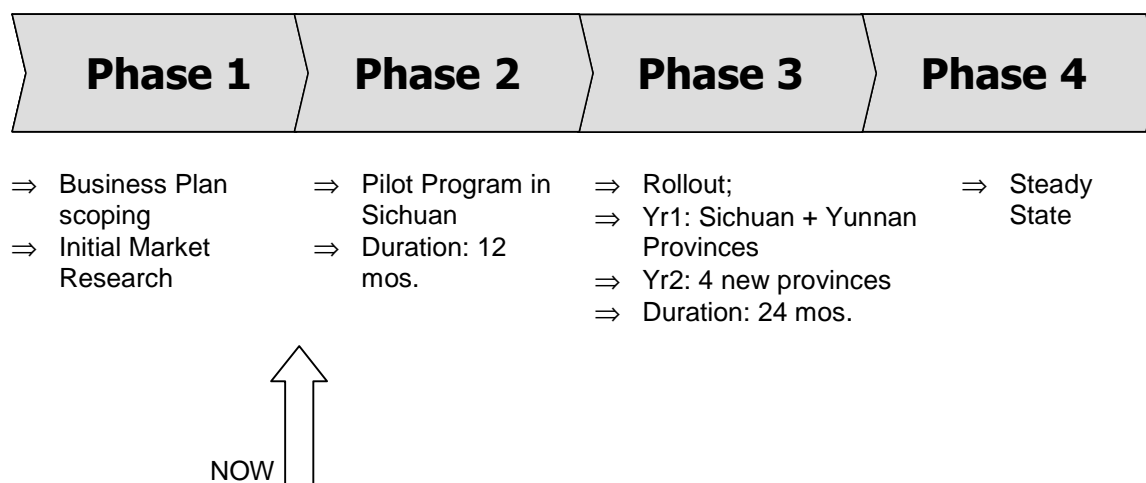 Phase 1
Phase 2
Phase 3
Phase 4
⇒ Business Plan
scoping
⇒ Initial Market
Research
⇒ Pilot Program in
Sichuan
⇒ Duration: 12
mos.
⇒ Rollout;
⇒ Yr1: Sichuan + Yunnan
Provinces
⇒ Yr2: 4 new provinces
⇒ Duration: 24 mos.
⇒ Steady
State
NOW